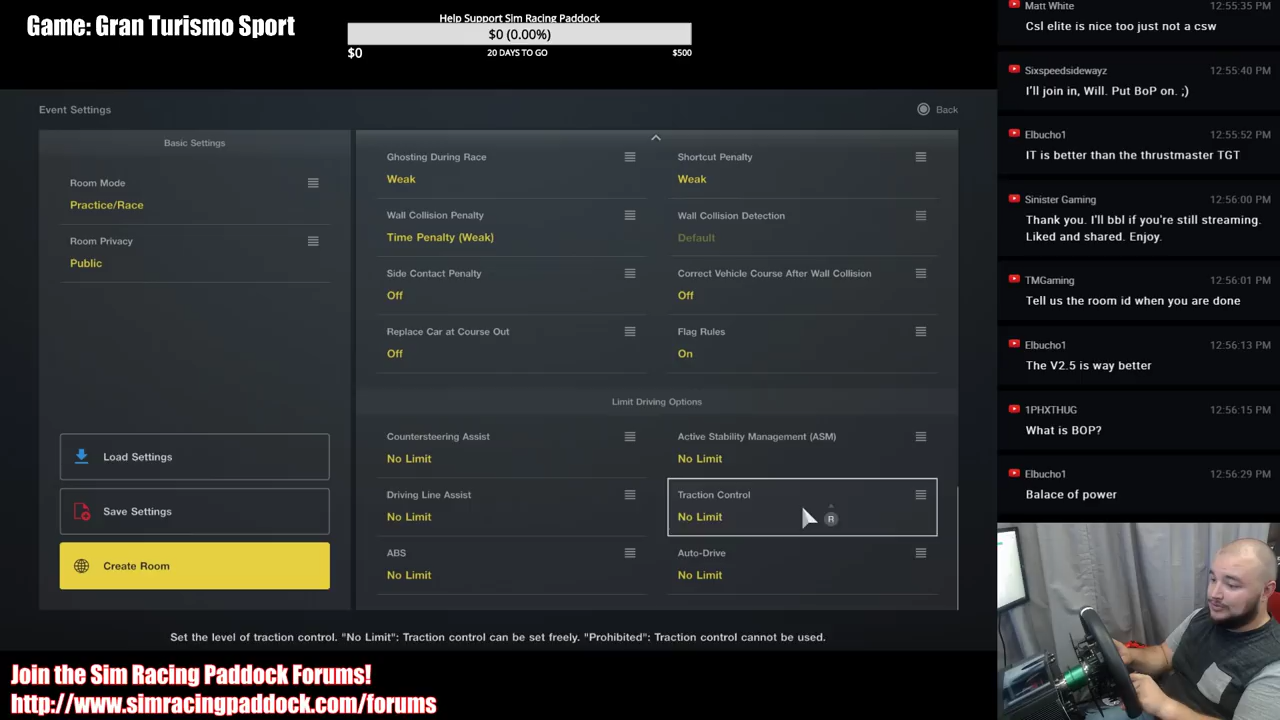 Game: Gran Turismo Sport
Help Support Sim Racing Paddock
$0 (0.00%)
$0
20 DAYS TO GO
$500
Event Settings
Back
Basic Settings
Room Mode
Practice/Race
Room Privacy
Public
Load Settings
Save Settings
Create Room
Ghosting During Race
Weak
Shortcut Penalty
Weak
Wall Collision Penalty
Time Penalty (Weak)
Wall Collision Detection
Default
Side Contact Penalty
Off
Correct Vehicle Course After Wall Collision
Off
Replace Car at Course Out
Off
Flag Rules
On
Limit Driving Options
Countersteering Assist
No Limit
Active Stability Management (ASM)
No Limit
Driving Line Assist
No Limit
Traction Control
No Limit
R
ABS
No Limit
Auto-Drive
No Limit
Set the level of traction control. "No Limit": Traction control can be set freely. "Prohibited": Traction control cannot be used.
Join the Sim Racing Paddock Forums!
http://www.simracingpaddock.com/forums
Matt White 12:55:35 PM
Csl elite is nice too just not a csw
Sixspeedsidewayz 12:55:40 PM
I'll join in, Will. Put BoP on. ;)
Elbucho1 12:55:52 PM
IT is better than the thrustmaster TGT
Sinister Gaming 12:56:00 PM
Thank you. I'll bbl if you're still streaming.
Liked and shared. Enjoy.
TMGaming 12:56:01 PM
Tell us the room id when you are done
Elbucho1 12:56:13 PM
The V2.5 is way better
1PHXTHUG 12:56:15 PM
What is BOP?
Elbucho1 12:56:29 PM
Balace of power